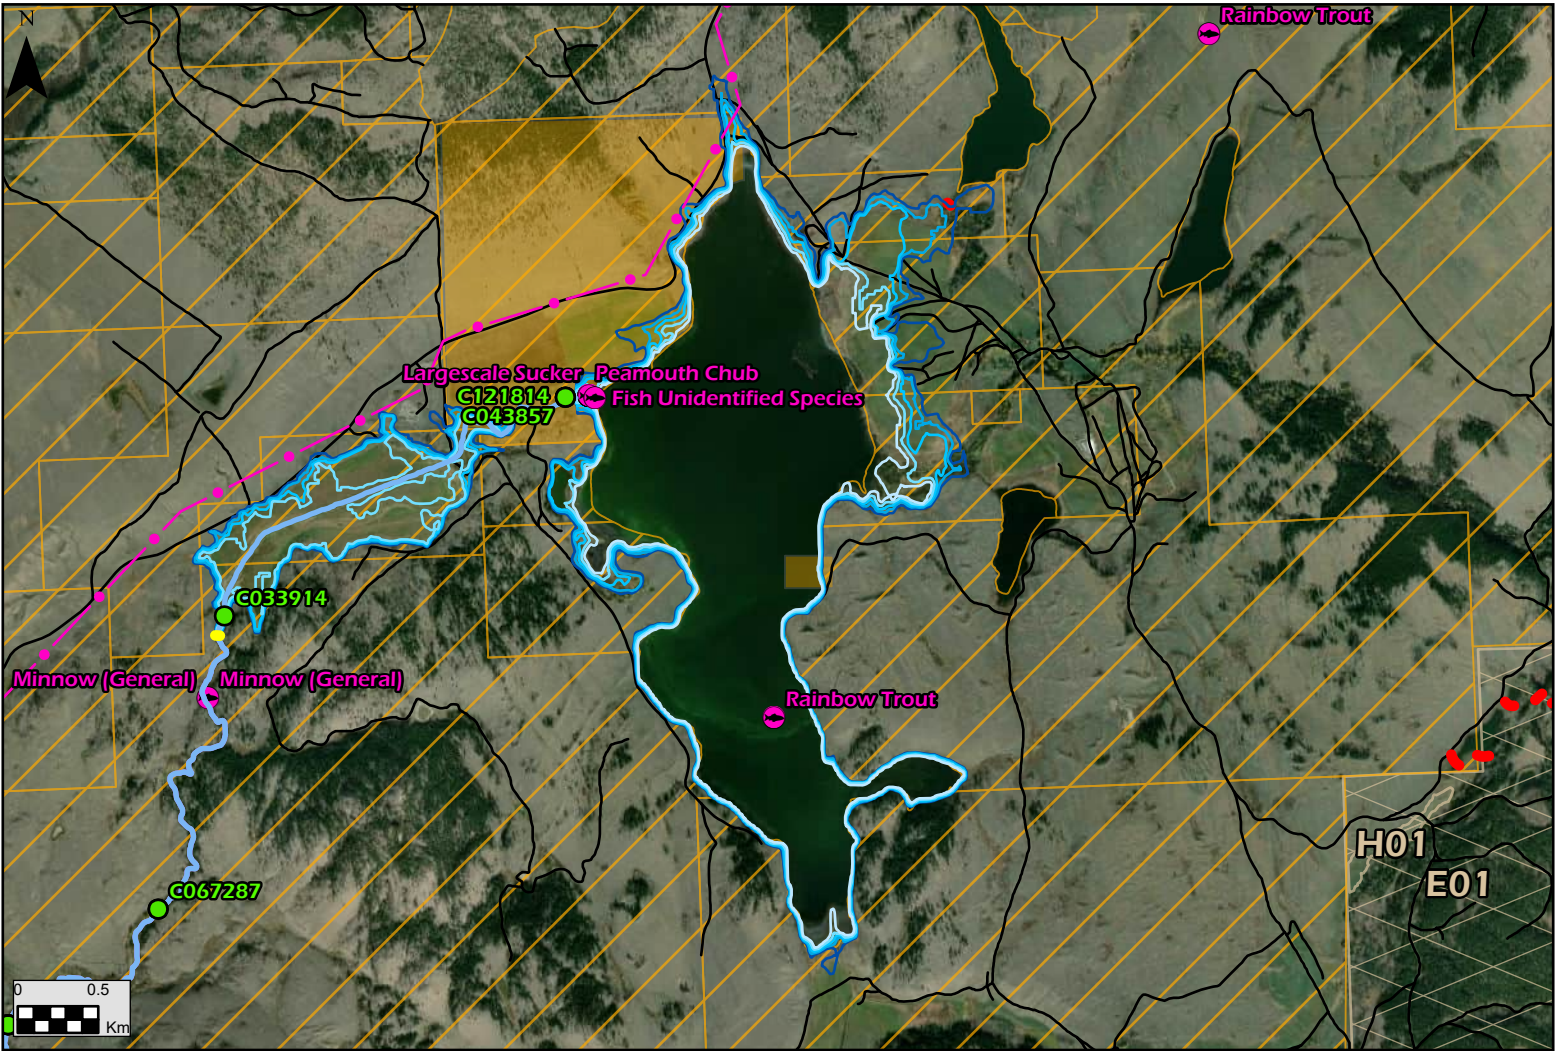 N
Rainbow Trout
Largescale Sucker
Peamouth Chub
C121814
Fish Unidentified Species
C043857
C033914
Minnow (General)
Minnow (General)
Rainbow Trout
H01
E01
C067287
0 0.5
Km